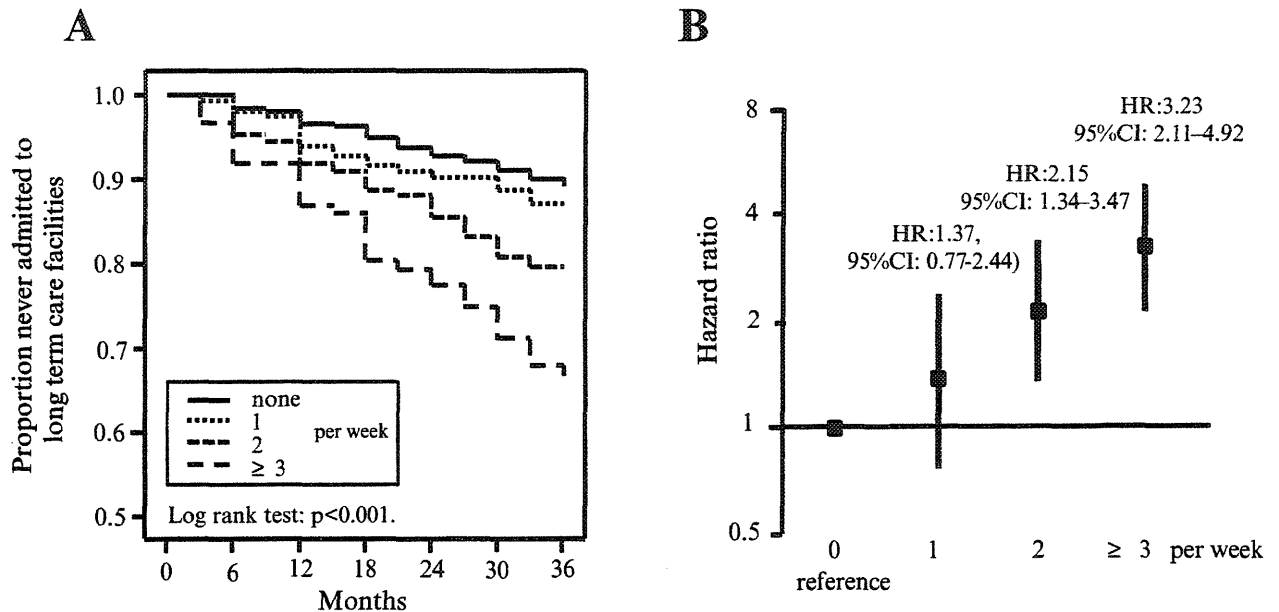 A
Proportion never admitted to
long term care facilities
1.0
0.9
0.8
0.7
0.6
0.5
none
1
2
≥ 3
per week
Log rank test: p<0.001.
0 6 12 18 24 30 36
Months
B
Hazard ratio
8
4
2
1
0.5
HR:3.23
95%CI: 2.11–4.92
HR:2.15
95%CI: 1.34–3.47
HR:1.37,
95%CI: 0.77-2.44)
0 1 2 ≥ 3 per week
reference